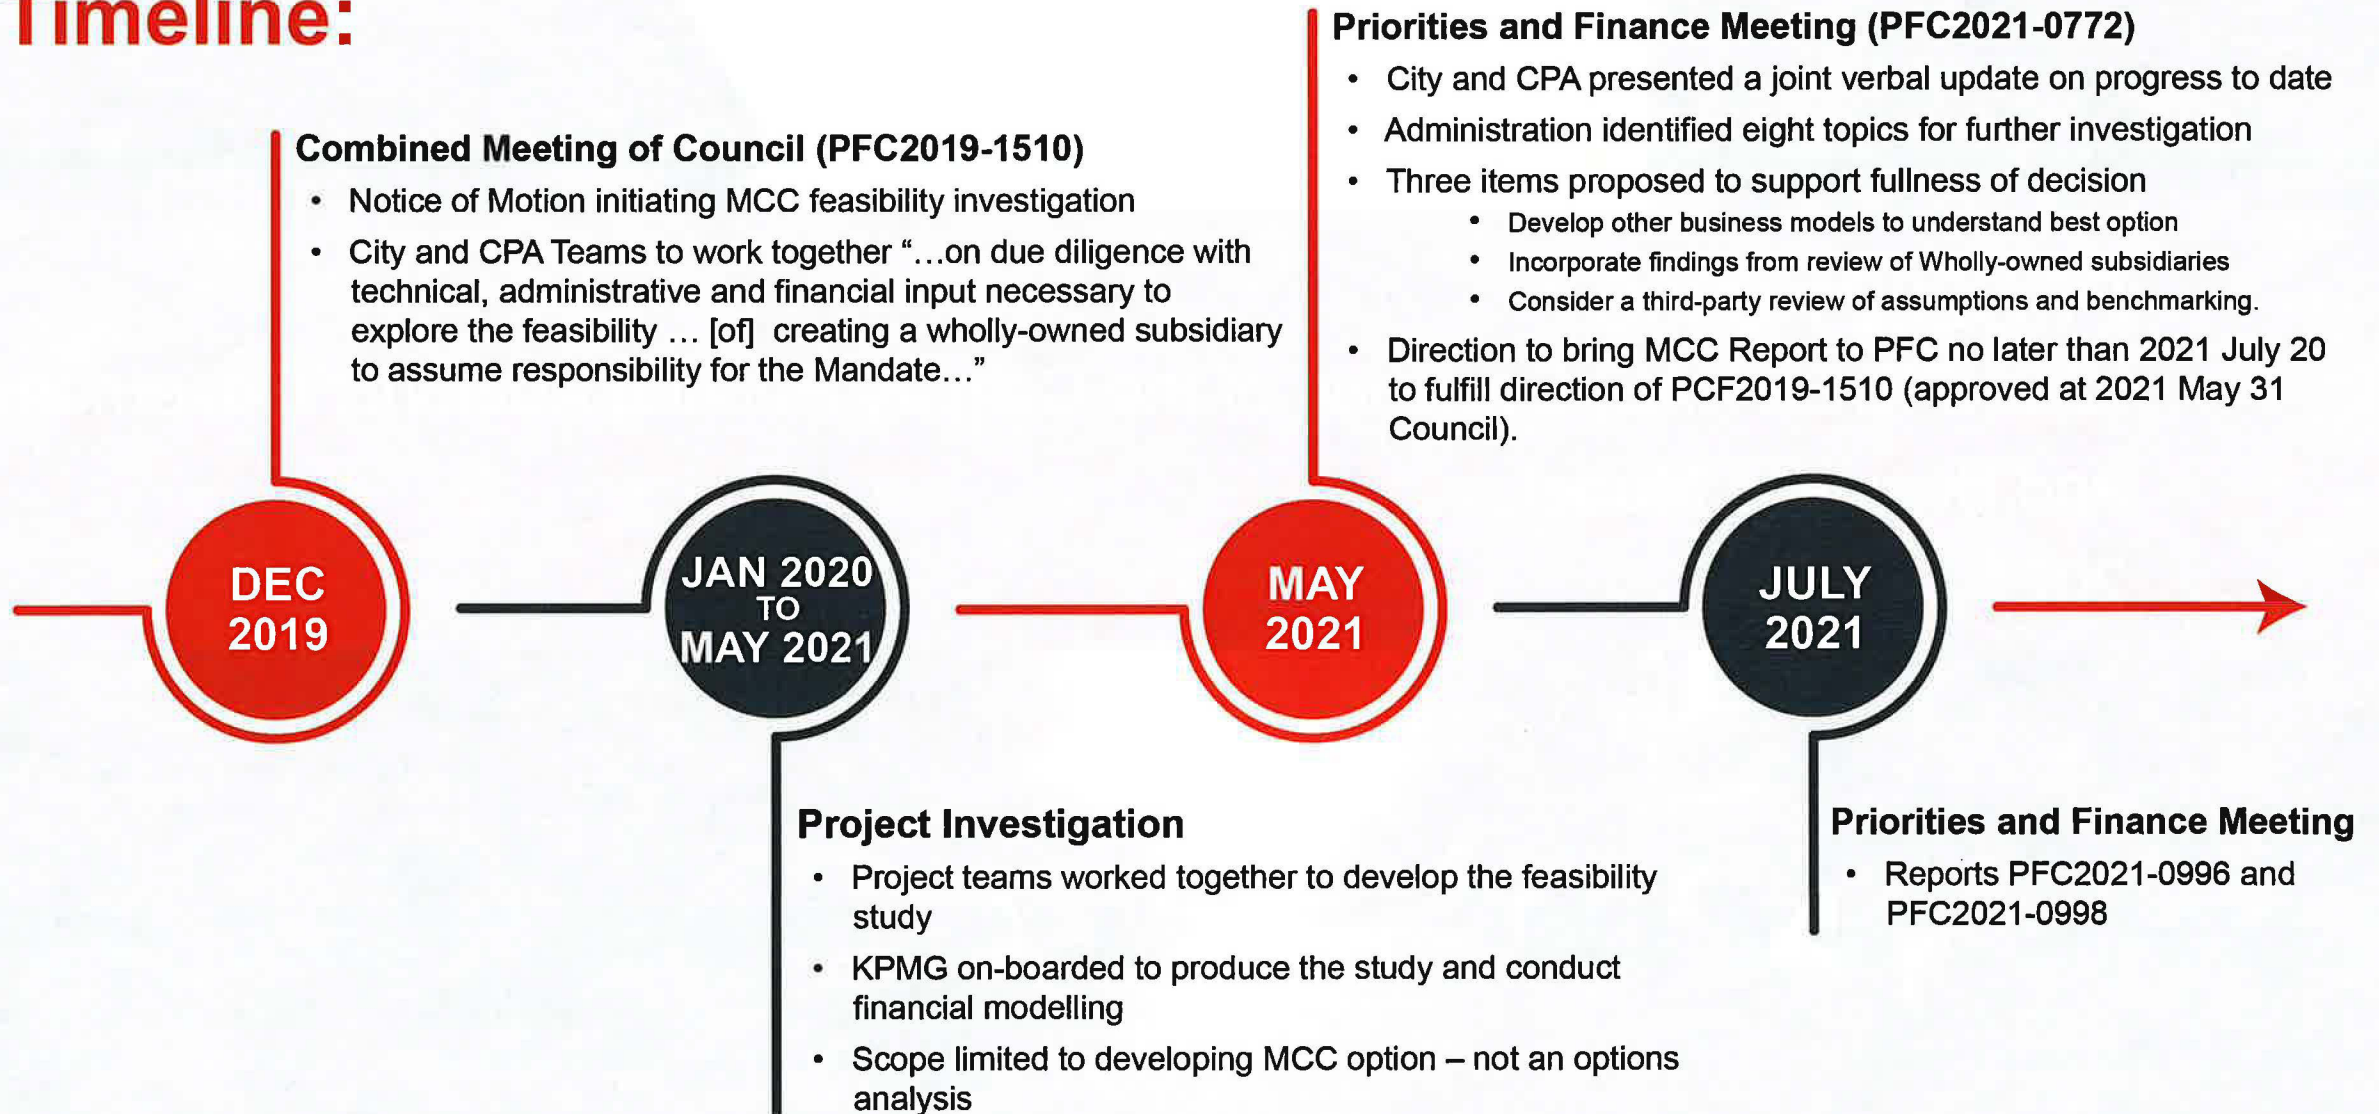 Timeline:
Combined Meeting of Council (PFC2019-1510)
• Notice of Motion initiating MCC feasibility investigation
• City and CPA Teams to work together “…on due diligence with
technical, administrative and financial input necessary to
explore the feasibility … [of] creating a wholly-owned subsidiary
to assume responsibility for the Mandate…”
Priorities and Finance Meeting (PFC2021-0772)
• City and CPA presented a joint verbal update on progress to date
• Administration identified eight topics for further investigation
• Three items proposed to support fullness of decision
• Develop other business models to understand best option
• Incorporate findings from review of Wholly-owned subsidiaries
• Consider a third-party review of assumptions and benchmarking.
• Direction to bring MCC Report to PFC no later than 2021 July 20
to fulfill direction of PCF2019-1510 (approved at 2021 May 31
Council).
DEC
2019
JAN 2020
TO
MAY 2021
MAY
2021
JULY
2021
Project Investigation
• Project teams worked together to develop the feasibility
study
• KPMG on-boarded to produce the study and conduct
financial modelling
• Scope limited to developing MCC option – not an options
analysis
Priorities and Finance Meeting
• Reports PFC2021-0996 and
PFC2021-0998